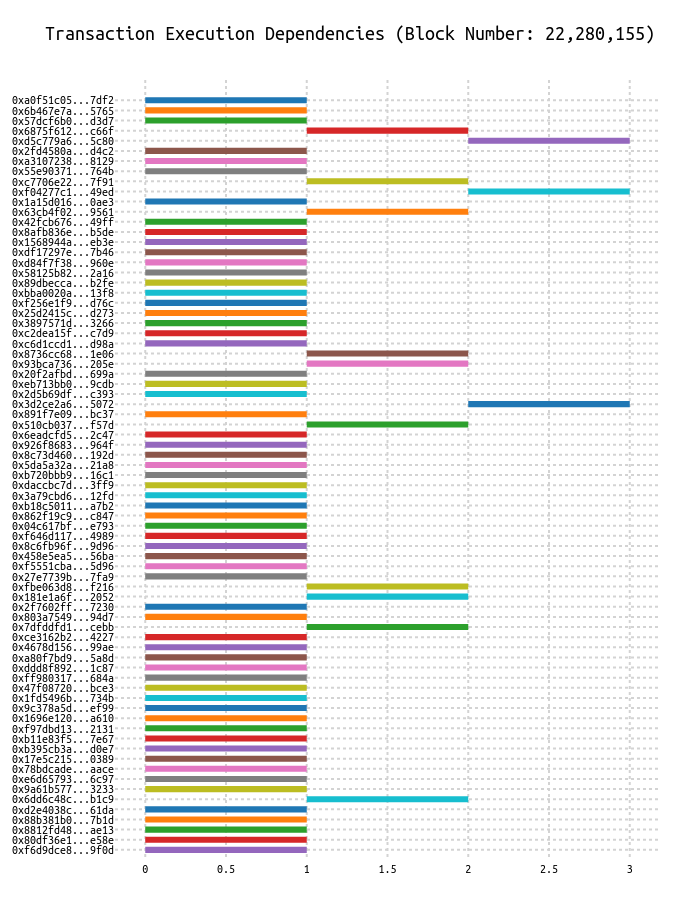 Transaction Execution Dependencies (Block Number: 22,280,155)
0xa0f51c05...7df2
0x6b467e7a...5765
0x57dcf6b0...d3d7
0x6875f612...c66f
0xd5c779a6...5c80
0x2fd4580a...d4c2
0xa3107238...8129
0x55e90371...764b
0xc7706e22...7f91
0xf04277c1...49ed
0x1a15d016...0ae3
0x63cb4f02...9561
0x42fcb676...49ff
0x8afb836e...b5de
0x1568944a...eb3e
0xdf17297e...7b46
0xd84f7f38...960e
0x58125b82...2a16
0x89dbecca...b2fe
0xbba0020a...13f8
0xf256e1f9...d76c
0x25d2415c...d273
0x3897571d...3266
0xc2dea15f...c7d9
0xc6d1ccd1...d98a
0x8736cc68...1e06
0x93bca736...205e
0x20f2afbd...699a
0xeb713bb0...9cdb
0x2d5b69df...c393
0x3d2ce2a6...5072
0x891f7e09...bc37
0x510cb037...f57d
0x6eadcfd5...2c47
0x926f8683...964f
0x8c73d460...192d
0x5da5a32a...21a8
0xb720bbb9...16c1
0xdaccbc7d...3ff9
0x3a79cbd6...12fd
0xb18c5011...a7b2
0x862f19c9...c847
0x04c617bf...e793
0xf646d117...4989
0x8c6fb96f...9d96
0x458e5ea5...56ba
0xf5551cba...5d96
0x27e7739b...7fa9
0xfbe063d8...f216
0x181e1a6f...2052
0x2f7602ff...7230
0x803a7549...94d7
0x7dfddfd1...cebb
0xce3162b2...4227
0x4678d156...99ae
0xa80f7bd9...5a8d
0xddd8f892...1c87
0xff980317...684a
0x47f08720...bce3
0x1fd5496b...734b
0x9c378a5d...ef99
0x1696e120...a610
0xf97dbd13...2131
0xb11e83f5...7e67
0xb395cb3a...d0e7
0x17e5c215...0389
0x78bdcade...aace
0xe6d65793...6c97
0x9a61b577...3233
0x6dd6c48c...b1c9
0xd2e4038c...61da
0x88b381b0...7b1d
0x8812fd48...ae13
0x80df36e1...e58e
0xf6d9dce8...9f0d
0 0.5 1 1.5 2 2.5 3